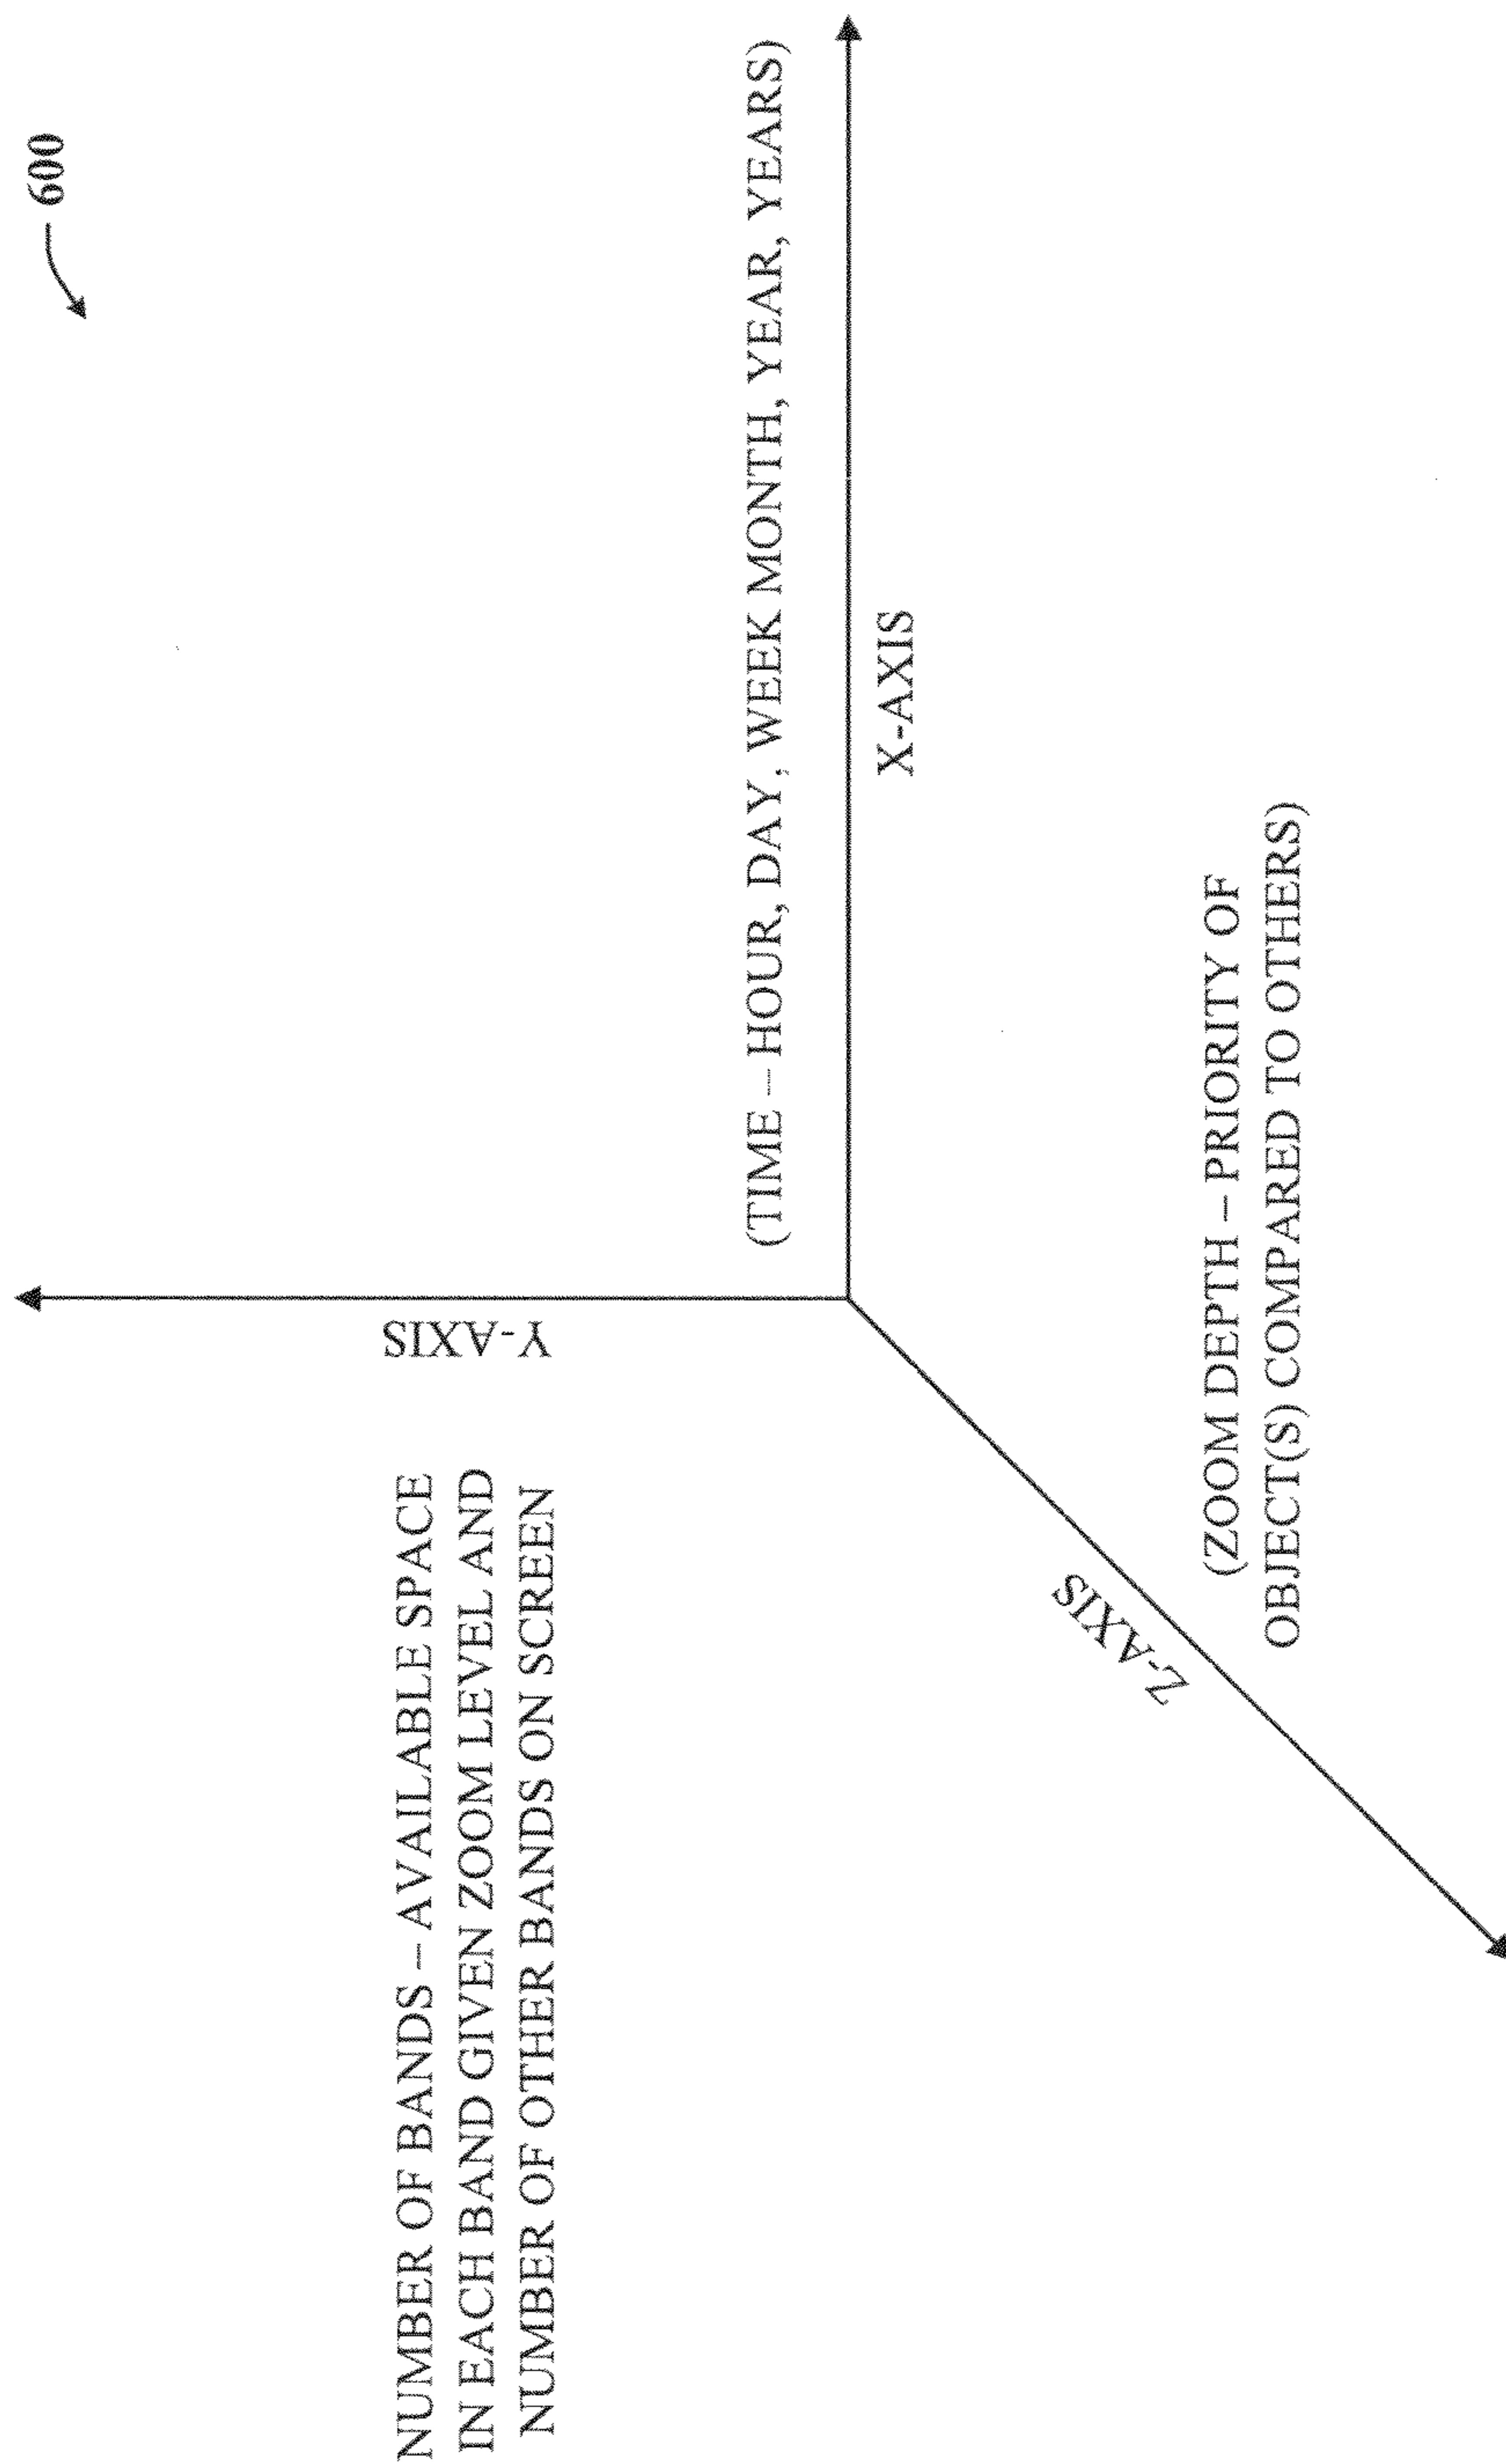 600
NUMBER OF BANDS – AVAILABLE SPACE
IN EACH BAND GIVEN ZOOM LEVEL AND
NUMBER OF OTHER BANDS ON SCREEN
Y-AXIS
(TIME – HOUR, DAY, WEEK MONTH, YEAR, YEARS)
X-AXIS
Z-AXIS
(ZOOM DEPTH – PRIORITY OF
OBJECT(S) COMPARED TO OTHERS)